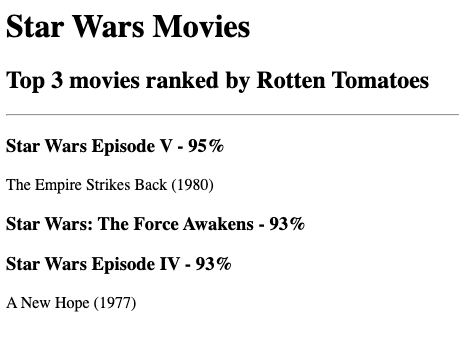 Star Wars Movies
Top 3 movies ranked by Rotten Tomatoes
Star Wars Episode V - 95%
The Empire Strikes Back (1980)
Star Wars: The Force Awakens - 93%
Star Wars Episode IV - 93%
A New Hope (1977)